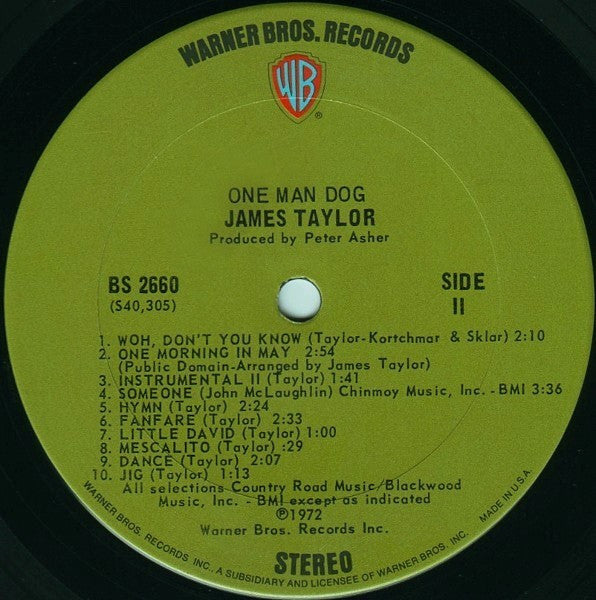 WARNER BROS. RECORDS
WB
®
ONE MAN DOG
JAMES TAYLOR
Produced by Peter Asher
BS 2660
(S40,305)
SIDE
II
1. WOH, DON'T YOU KNOW (Taylor-Kortchmar & Sklar) 2:10
2. ONE MORNING IN MAY 2:54
(Public Domain-Arranged by James Taylor)
3. INSTRUMENTAL II (Taylor) 1:41
4. SOMEONE (John McLaughlin) Chinmoy Music, Inc. -BMI 3:36
5. HYMN (Taylor) 2:24
6. FANFARE (Taylor) 2:33
7. LITTLE DAVID (Taylor) 1:00
8. MESCALITO (Taylor) :29
9. DANCE (Taylor) 2:07
10. JIG (Taylor) 1:13
All selections Country Road Music/Blackwood
Music, Inc. - BMI except as indicated
℗1972
Warner Bros. Records Inc.
STEREO
WARNER BROS. RECORDS INC., A SUBSIDIARY AND LICENSEE OF WARNER BROS. INC.
MADE IN U.S.A.